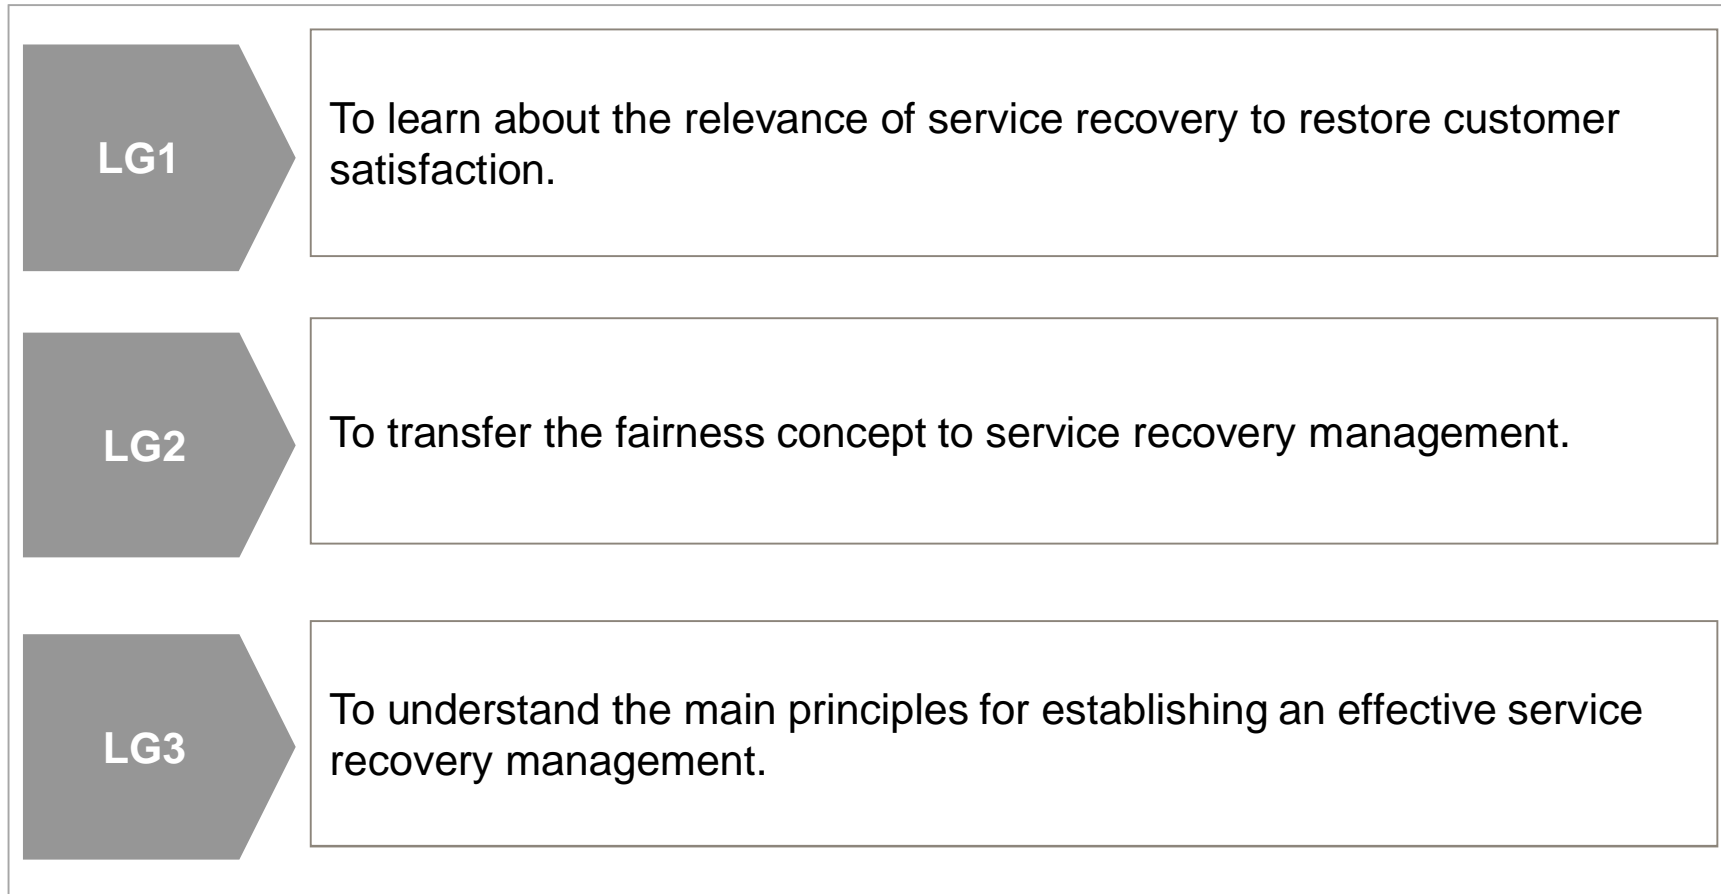 LG1
To learn about the relevance of service recovery to restore customer
satisfaction.
LG2
To transfer the fairness concept to service recovery management.
LG3
To understand the main principles for establishing an effective service
recovery management.